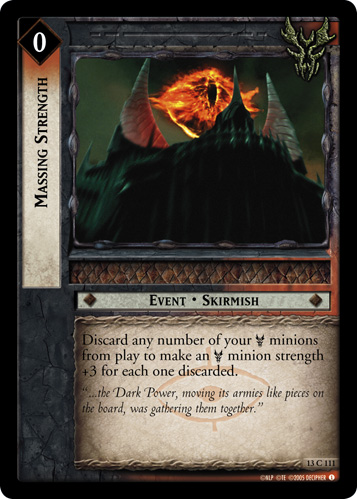 0
MASSING STRENGTH
EVENT • SKIRMISH
Discard any number of your minions
from play to make an minion strength
+3 for each one discarded.
"...the Dark Power, moving its armies like pieces on
the board, was gathering them together."
13 C 111
©NLP ©TE ©2005 DECIPHER